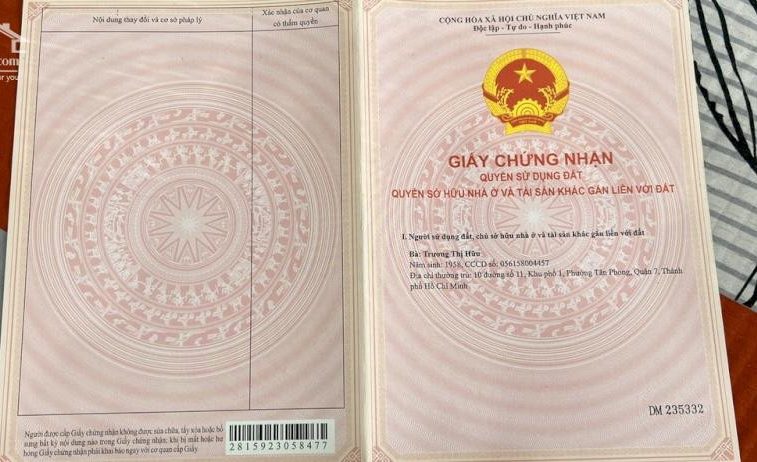 com
r you
Nội dung thay đổi và cơ sở pháp lý
Xác nhận của cơ quan
có thẩm quyền
Người được cấp Giấy chứng nhận không được sửa chữa, tẩy xóa hoặc bổ
sung bất kỳ nội dung nào trong Giấy chứng nhận; khi bị mất hoặc hư
hỏng Giấy chứng nhận phải khai báo ngay với cơ quan cấp Giấy.
2815923058477
CỘNG HÒA XÃ HỘI CHỦ NGHĨA VIỆT NAM
Độc lập - Tự do - Hạnh phúc
GIẤY CHỨNG NHẬN
QUYỀN SỬ DỤNG ĐẤT
QUYỀN SỞ HỮU NHÀ Ở VÀ TÀI SẢN KHÁC GẮN LIỀN VỚI ĐẤT
I. Người sử dụng đất, chủ sở hữu nhà ở và tài sản khác gắn liền với đất
Bà: Trương Thị Hữu
Năm sinh: 1958, CCCD số: 056158004457
Địa chỉ thường trú: 10 đường số 11, Khu phố 1, Phường Tân Phong, Quận 7, Thành
phố Hồ Chí Minh
DM 235332